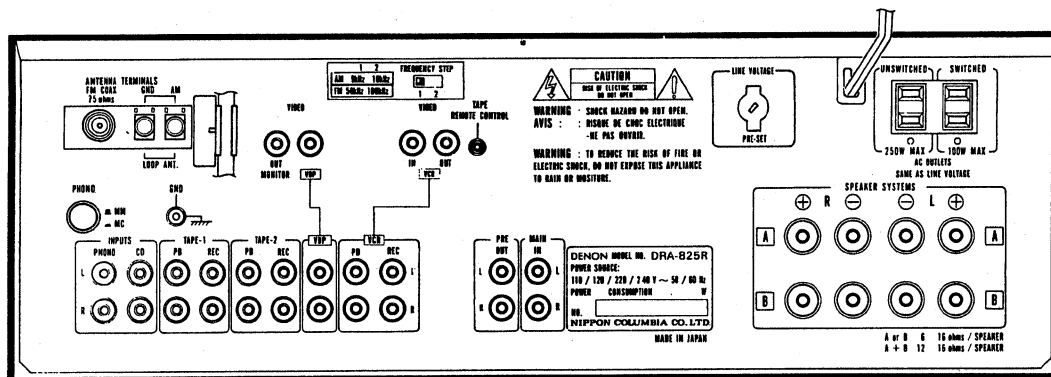 ANTENNA TERMINALS
FM COAX GND AM
75 ohms
LOOP ANT.
1 2 FREQUENCY STEP
AM 9kHz 10kHz
FM 50kHz 100kHz
1 2
VIDEO
OUT
MONITOR
VDP
VIDEO
IN OUT
VCR
TAPE
REMOTE CONTROL
CAUTION
RISK OF ELECTRIC SHOCK
DO NOT OPEN
WARNING : SHOCK HAZARD DO NOT OPEN.
AVIS : : RISQUE DE CHOC ELECTRIQUE
-NE PAS OUVRIR.
WARNING : TO REDUCE THE RISK OF FIRE OR
ELECTRIC SHOCK, DO NOT EXPOSE THIS APPLIANCE
TO RAIN OR MOSITURE.
LINE VOLTAGE
PRE-SET
UNSWITCHED SWITCHED
250W MAX 100W MAX
AC OUTLETS
SAME AS LINE VOLTAGE
PHONO
MM
MC
GND
INPUTS
PHONO CD
L
R
TAPE-1
PB REC
TAPE-2
PB REC
VDP
VCR
PB REC
L
R
PRE
OUT
MAIN
IN
L L
R R
DENON MODEL NO. DRA-825R
POWER SOURCE:
110 / 120 / 220 / 240 V ~ 50 / 60 Hz
POWER CONSUMPTION W
NO.
NIPPON COLUMBIA CO. LTD.
MADE IN JAPAN
SPEAKER SYSTEMS
+ R − − L +
A A
B B
A or B 6 16 ohms / SPEAKER
A + B 12 16 ohms / SPEAKER